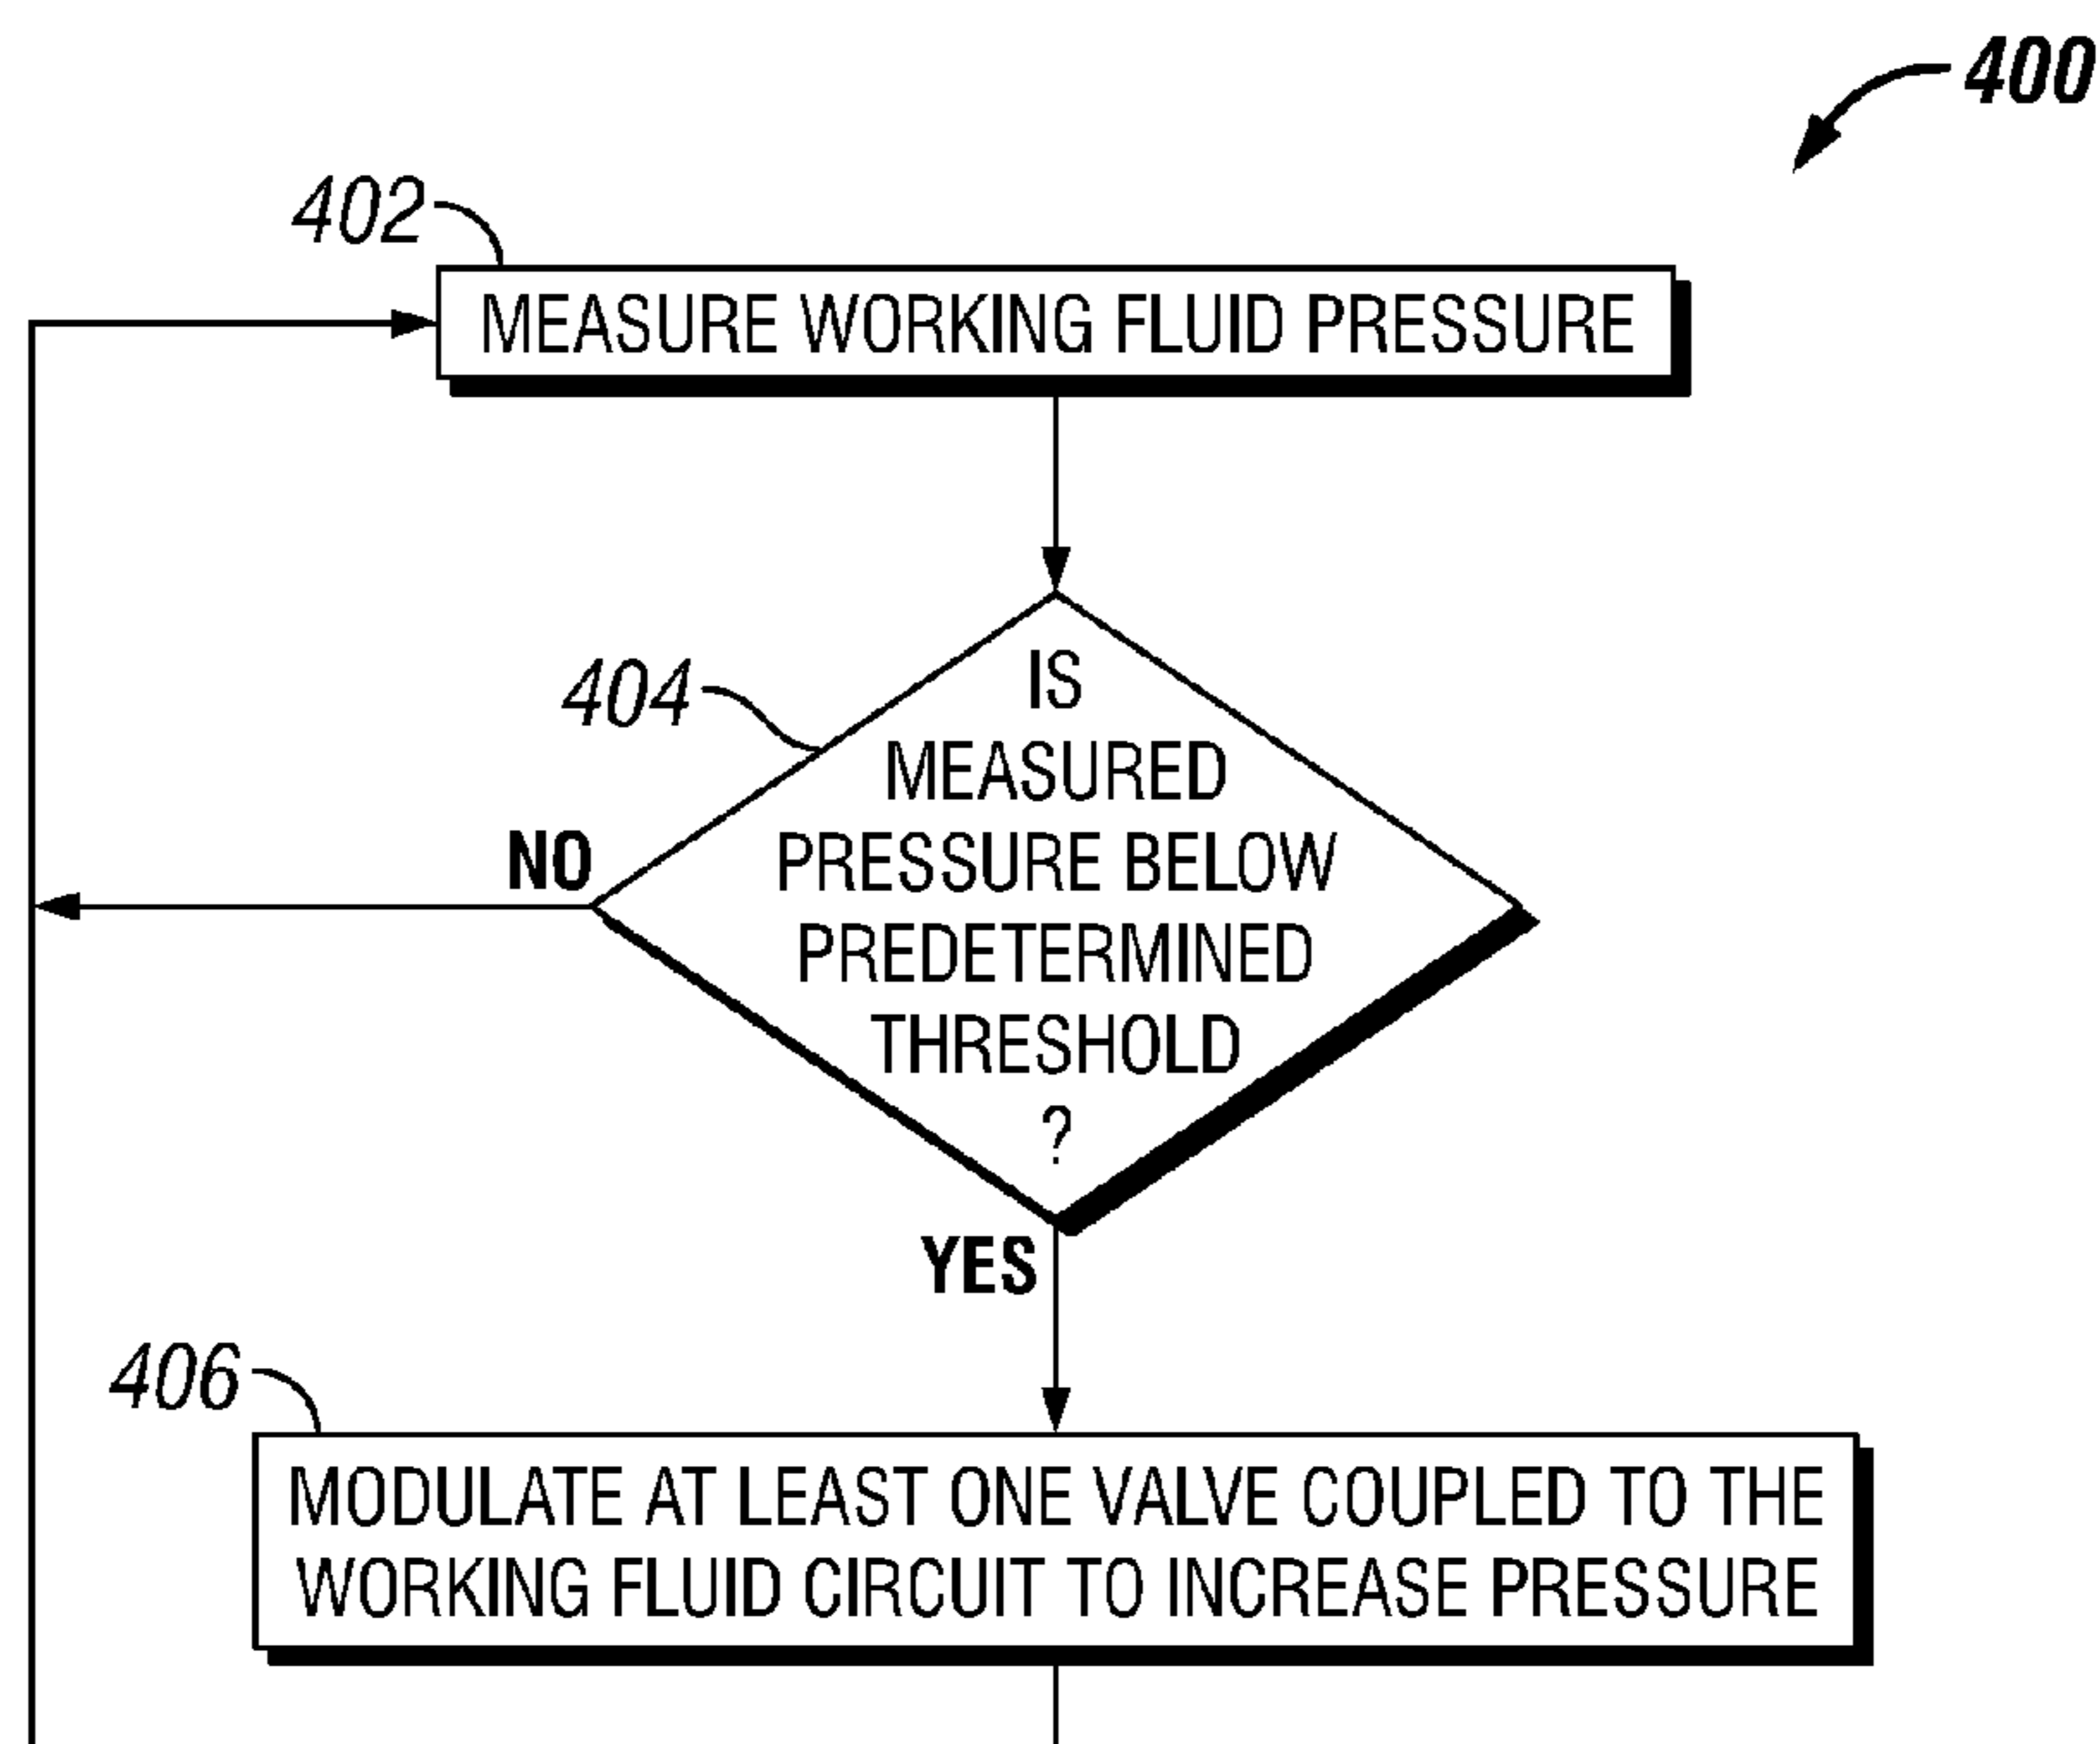 400
402
MEASURE WORKING FLUID PRESSURE
404
IS
MEASURED
PRESSURE BELOW
PREDETERMINED
THRESHOLD
?
NO
YES
406
MODULATE AT LEAST ONE VALVE COUPLED TO THE
WORKING FLUID CIRCUIT TO INCREASE PRESSURE